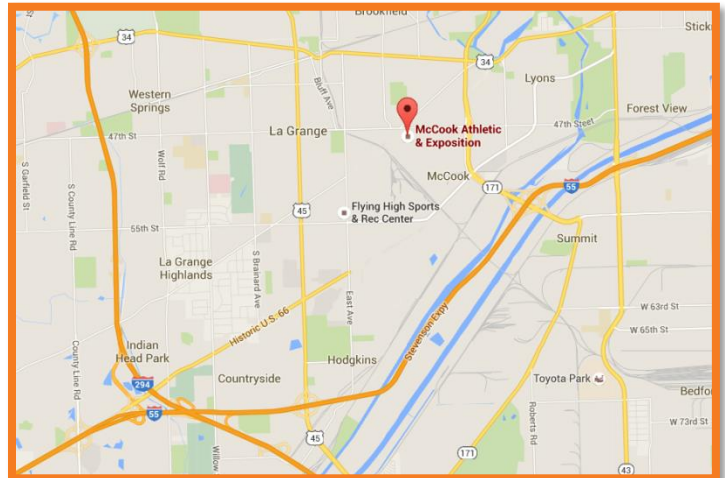 Brookfield
34
Stick
34
Lyons
Western
Springs
Bluff Ave
Forest View
McCook Athletic
& Exposition
La Grange
47th St
47th Street
McCook
S Garfield St
S County Line Rd
Wolf Rd
171
55
45
Flying High Sports
& Rec Center
55th St
Summit
La Grange
Highlands
S Brainard Ave
East Ave
Historic U.S. 66
Stevenson Expy
W 63rd St
W 65th St
Indian
Head Park
County Line Rd
Hodgkins
294
Countryside
Toyota Park
Bedfo
55
Roberts Rd
W 73rd St
45
Willow
171
43